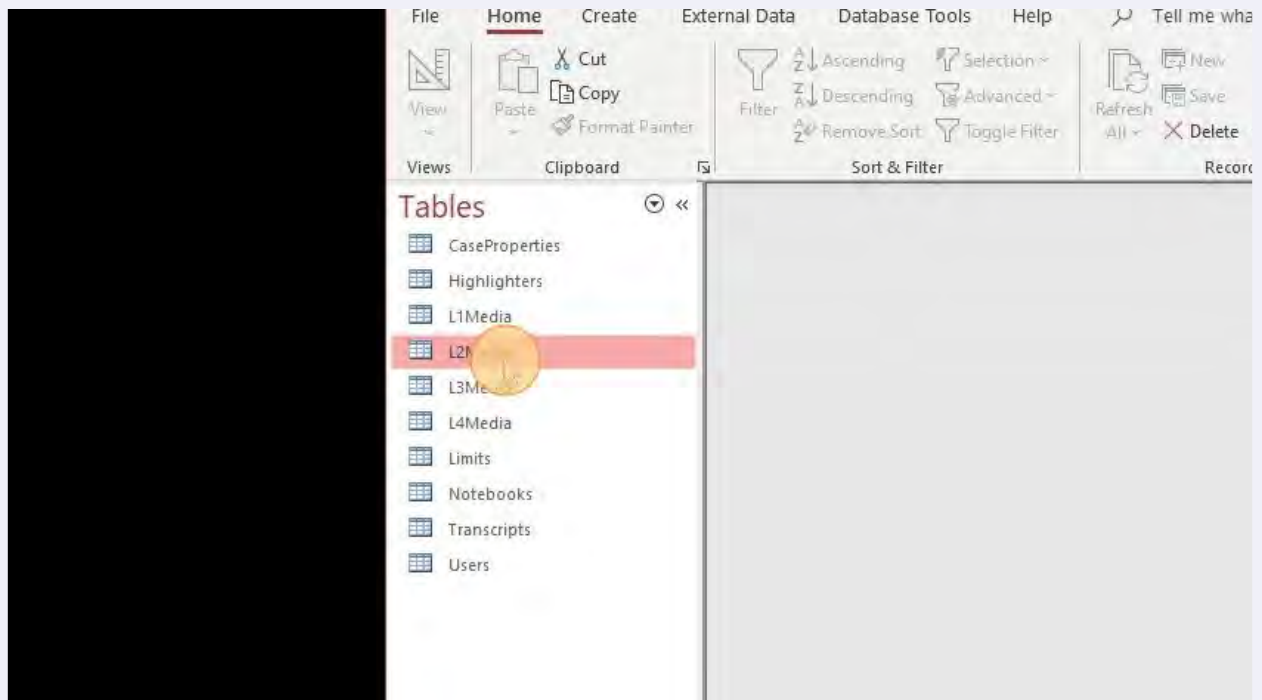 File Home Create External Data Database Tools Help Tell me wha
View Paste Cut Copy Format Painter Filter Ascending Descending Remove Sort Selection Advanced Toggle Filter Refresh All New Save Delete
Views Clipboard Sort & Filter Recor
Tables
CaseProperties
Highlighters
L1Media
L3Me
L4Media
Limits
Notebooks
Transcripts
Users